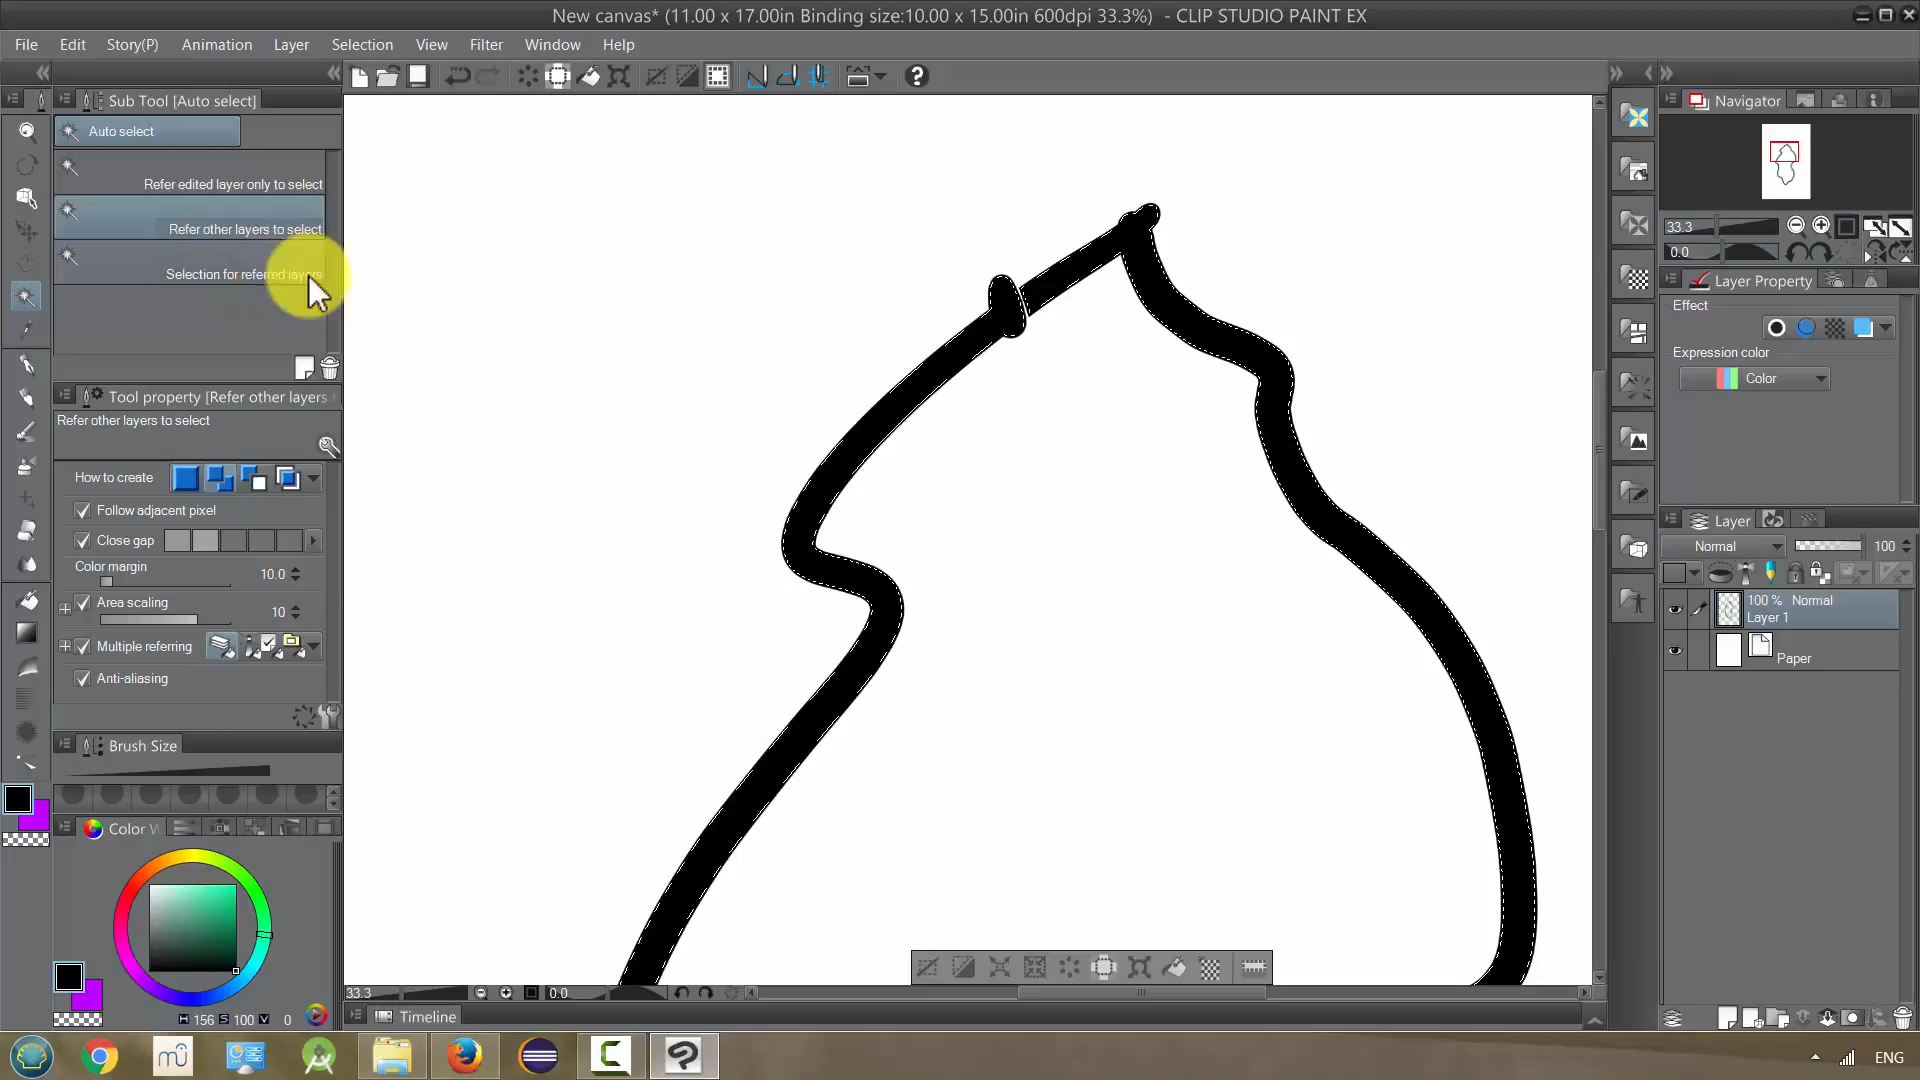 New canvas* (11.00 x 17.00in Binding size:10.00 x 15.00in 600dpi 33.3%) - CLIP STUDIO PAINT EX
File Edit Story(P) Animation Layer Selection View Filter Window Help
Sub Tool [Auto select]
Auto select
Refer edited layer only to select
Refer other layers to select
Selection for referred layers
Tool property [Refer other layers
Refer other layers to select
How to create
Follow adjacent pixel
Close gap
Color margin
10.0
Area scaling
10
Multiple referring
Anti-aliasing
Brush Size
Color W
H 156 S 100 V 0
33.3
0.0
Timeline
Navigator
33.3
0.0
Layer Property
Effect
Expression color
Color
Layer
Normal
100
100 % Normal
Layer 1
Paper
ENG